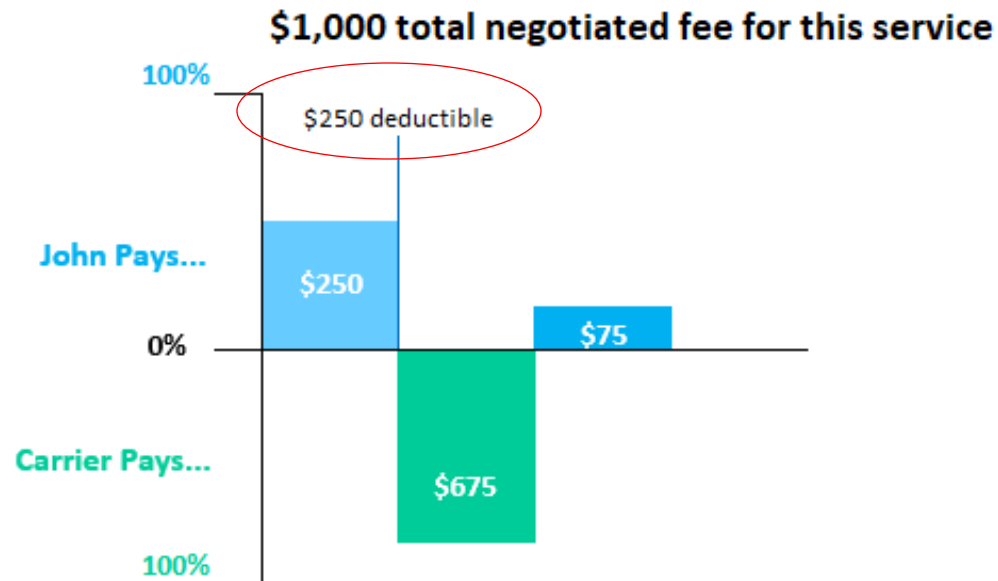 $1,000 total negotiated fee for this service
100%
$250 deductible
John Pays...
$250
$75
0%
Carrier Pays...
$675
100%